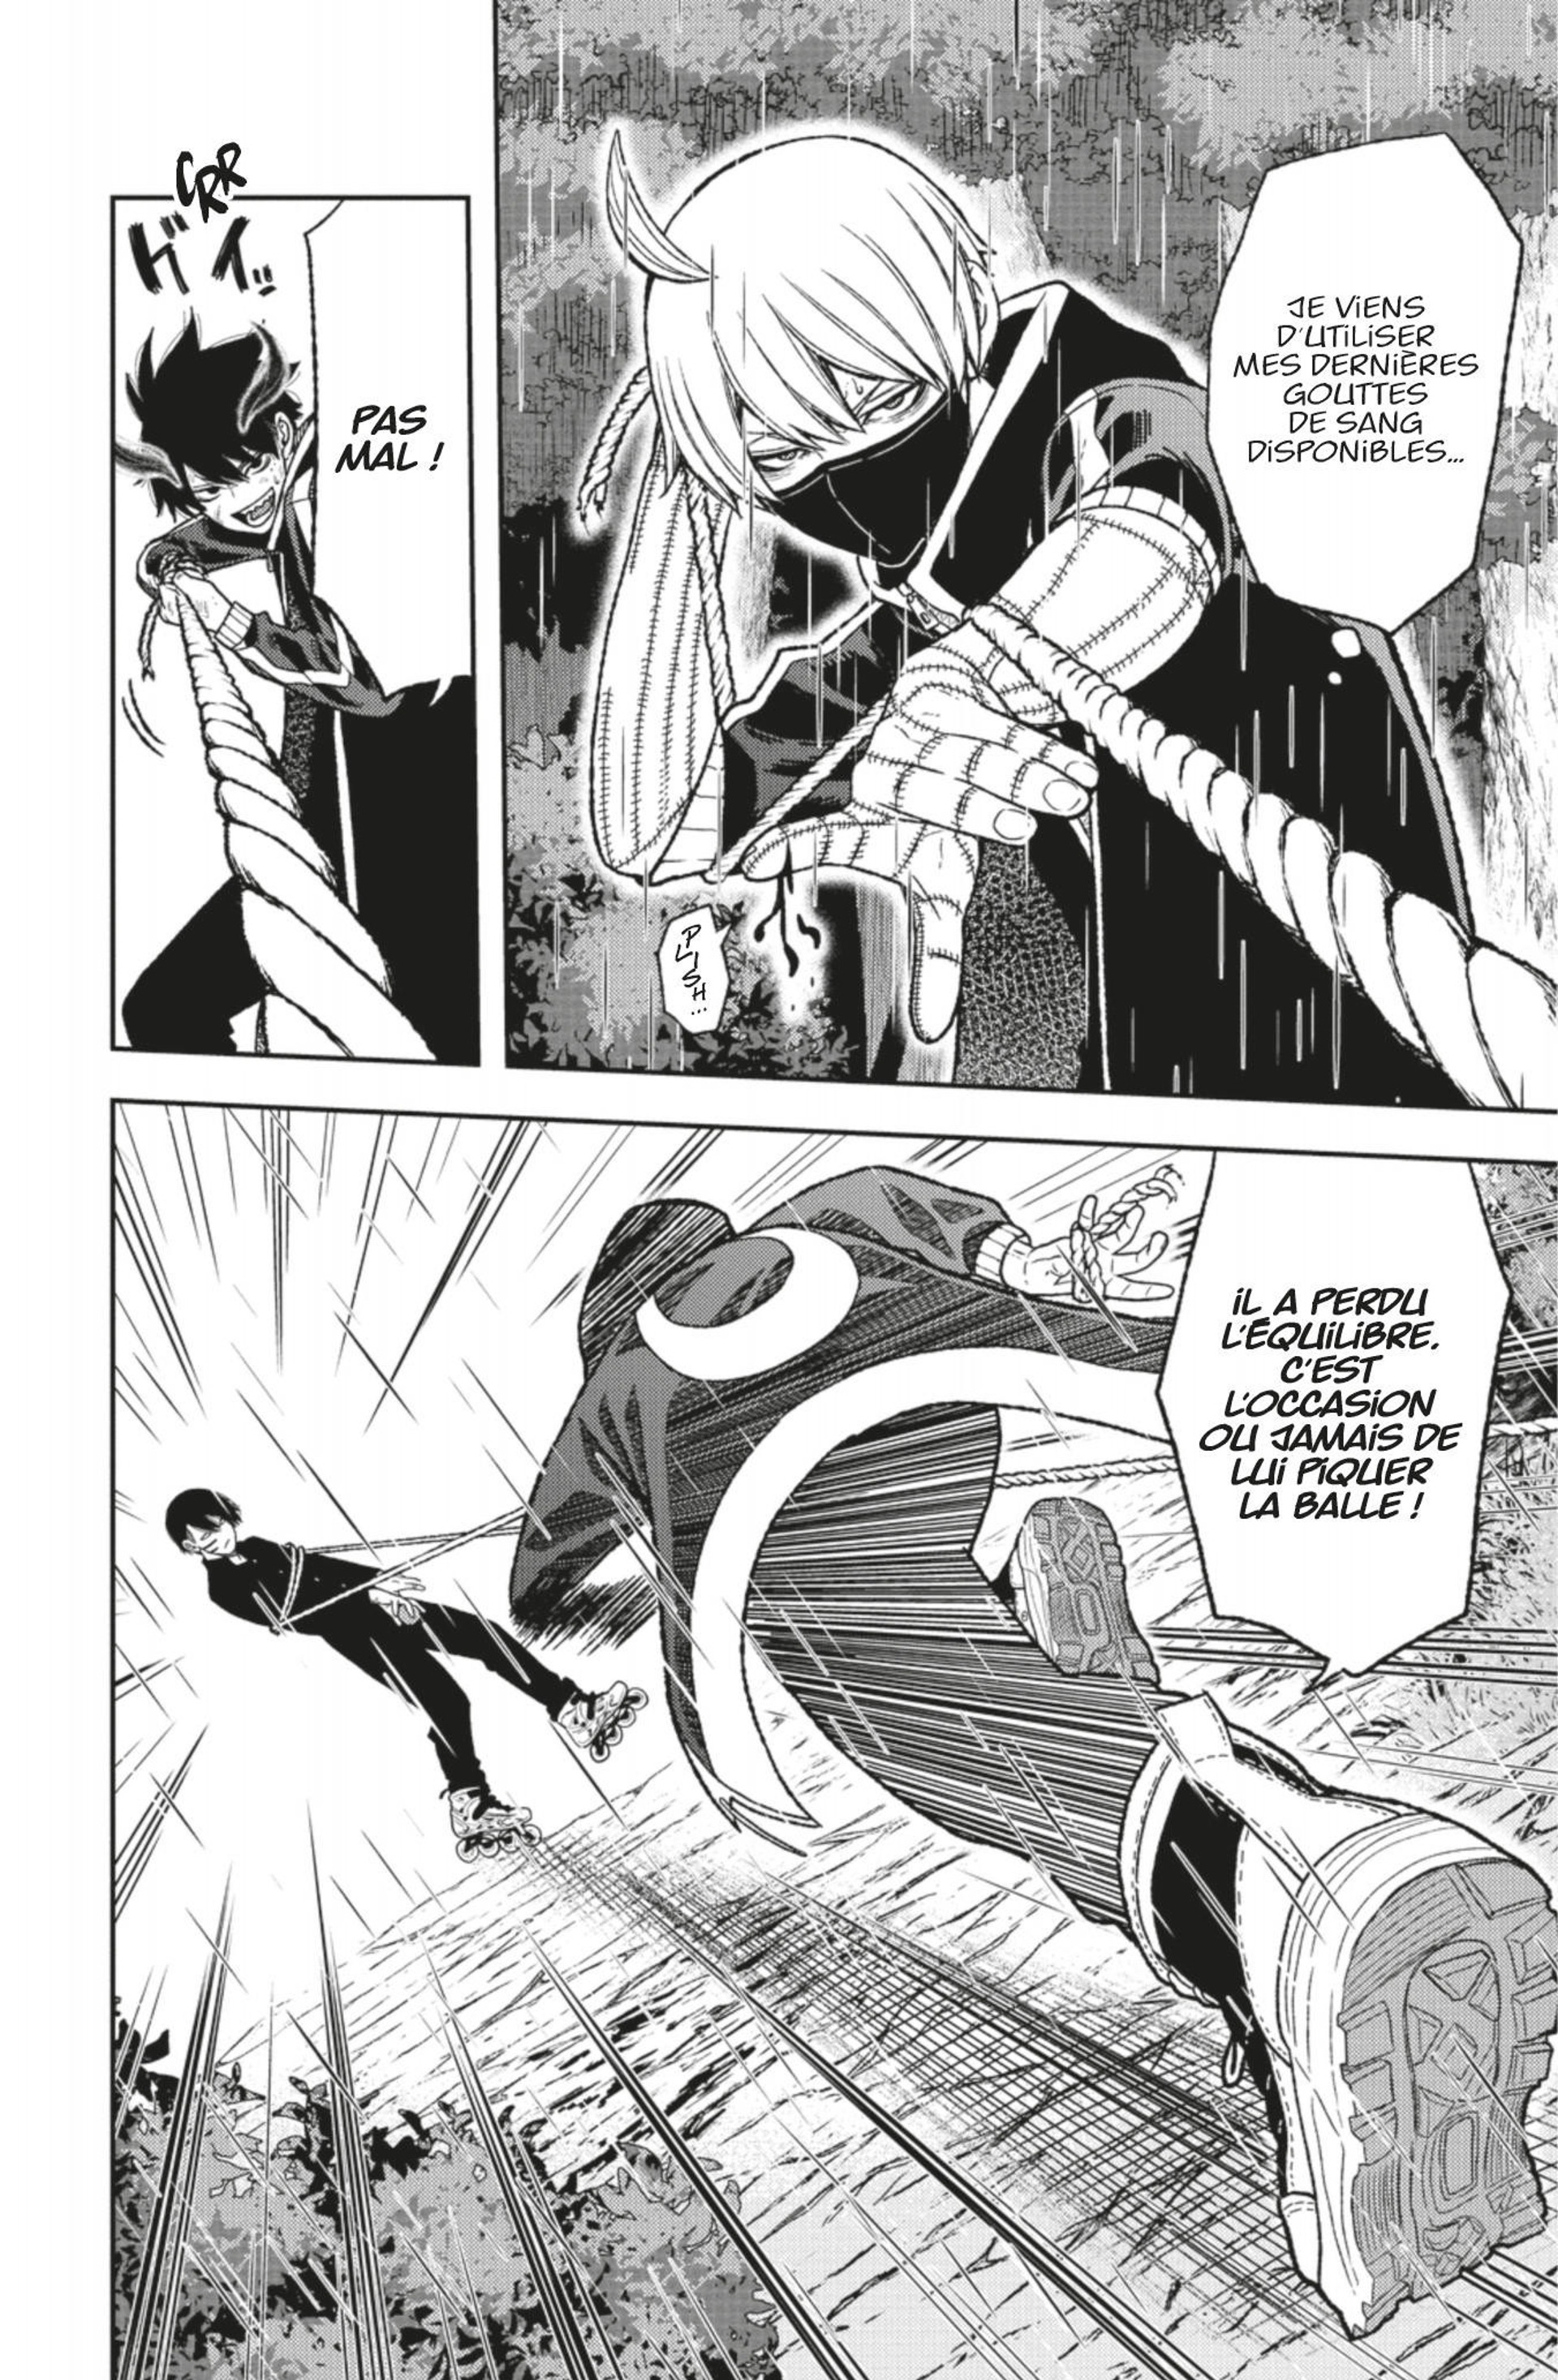 JE VIENS
D'UTILISER
MES DERNIÈRES
GOUTTES
DE SANG
DISPONIBLES...
PLISH...
CRR
ドイ!!
PAS
MAL !
IL A PERDU
L'ÉQUILIBRE.
C'EST
L'OCCASION
OU JAMAIS DE
LUI PIQUER
LA BALLE !